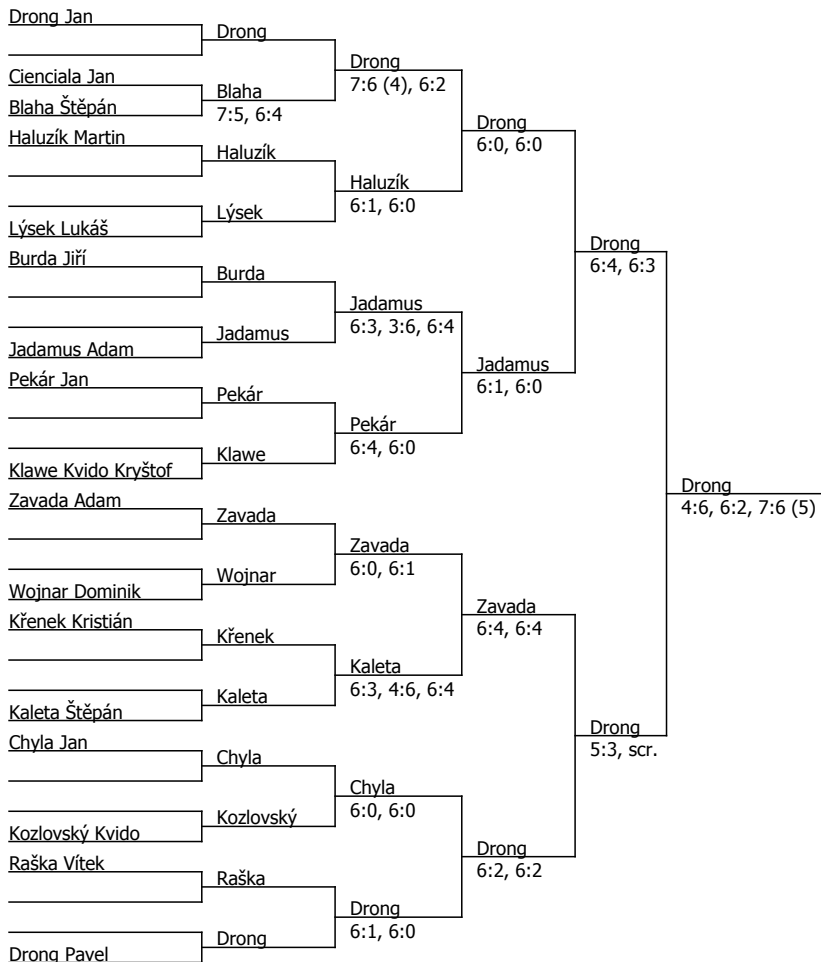 Drong Jan
Drong
Drong
7:6 (4), 6:2
Cienciala Jan
Blaha
7:5, 6:4
Blaha Štěpán
Drong
6:0, 6:0
Haluzík Martin
Haluzík
Haluzík
6:1, 6:0
Lýsek
Lýsek Lukáš
Drong
6:4, 6:3
Burda Jiří
Burda
Jadamus
6:3, 3:6, 6:4
Jadamus
Jadamus Adam
Jadamus
6:1, 6:0
Pekár Jan
Pekár
Pekár
6:4, 6:0
Klawe
Klawe Kvido Kryštof
Drong
4:6, 6:2, 7:6 (5)
Zavada Adam
Zavada
Zavada
6:0, 6:1
Wojnar
Wojnar Dominik
Zavada
6:4, 6:4
Křenek Kristián
Křenek
Kaleta
6:3, 4:6, 6:4
Kaleta
Kaleta Štěpán
Drong
5:3, scr.
Chyla Jan
Chyla
Chyla
6:0, 6:0
Kozlovský
Kozlovský Kvido
Drong
6:2, 6:2
Raška Vítek
Raška
Drong
6:1, 6:0
Drong
Drong Pavel